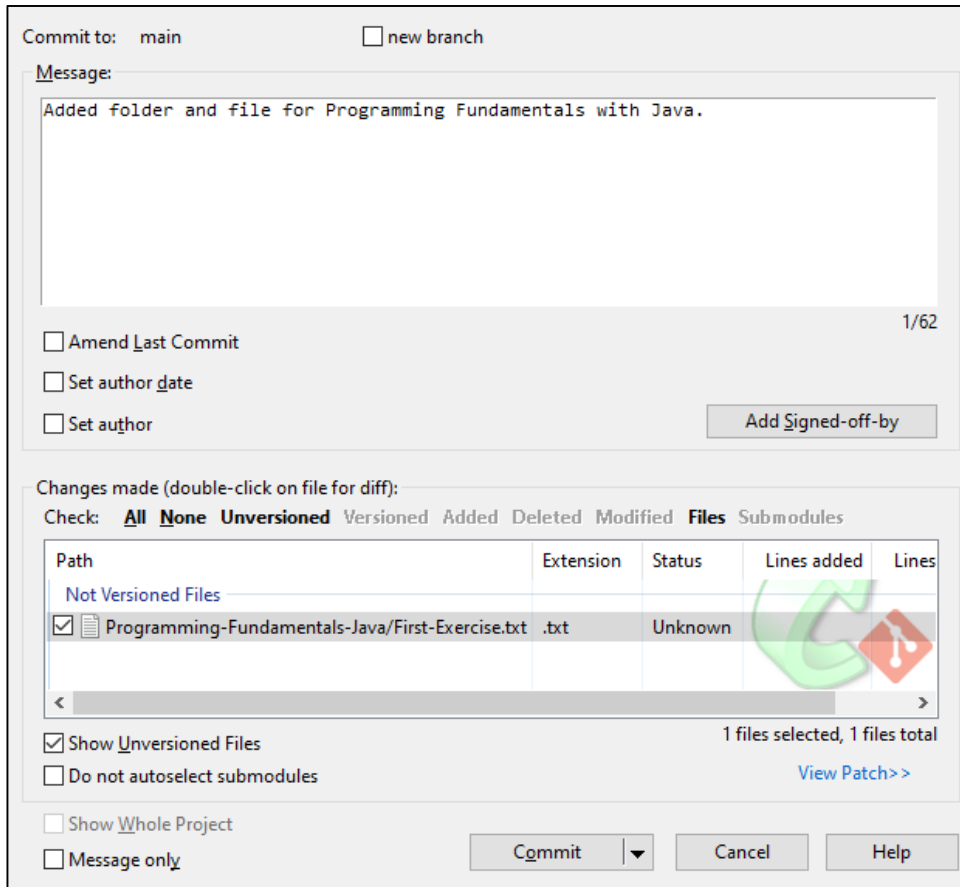 Commit to: main new branch
Message:
Added folder and file for Programming Fundamentals with Java.
1/62
Amend Last Commit
Set author date
Set author
Add Signed-off-by
Changes made (double-click on file for diff):
Check: All None Unversioned Versioned Added Deleted Modified Files Submodules
Path Extension Status Lines added Lines
Not Versioned Files
Programming-Fundamentals-Java/First-Exercise.txt .txt Unknown
Show Unversioned Files
1 files selected, 1 files total
Do not autoselect submodules
View Patch>>
Show Whole Project
Message only
Commit Cancel Help